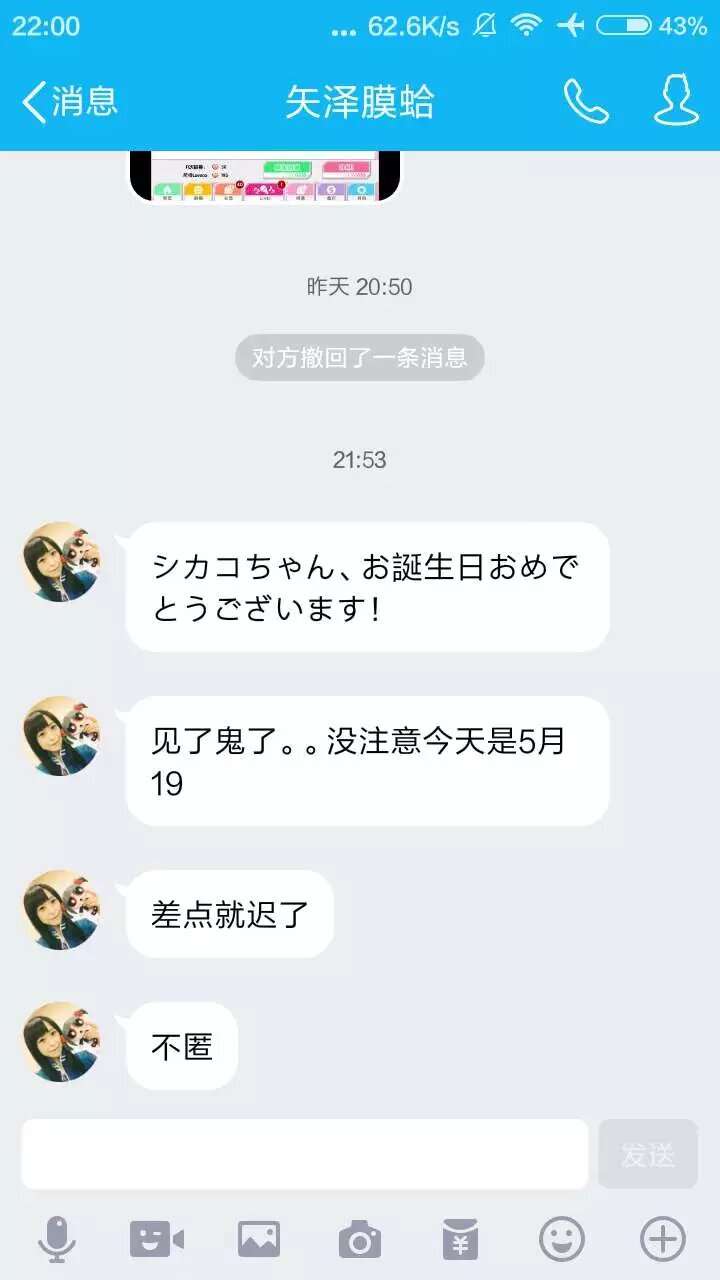 22:00
... 62.6K/s
43%
消息
矢泽膜蛤
昨天 20:50
对方撤回了一条消息
21:53
シカコちゃん、お誕生日おめで
とうございます！
见了鬼了。。没注意今天是5月
19
差点就迟了
不匿
发送